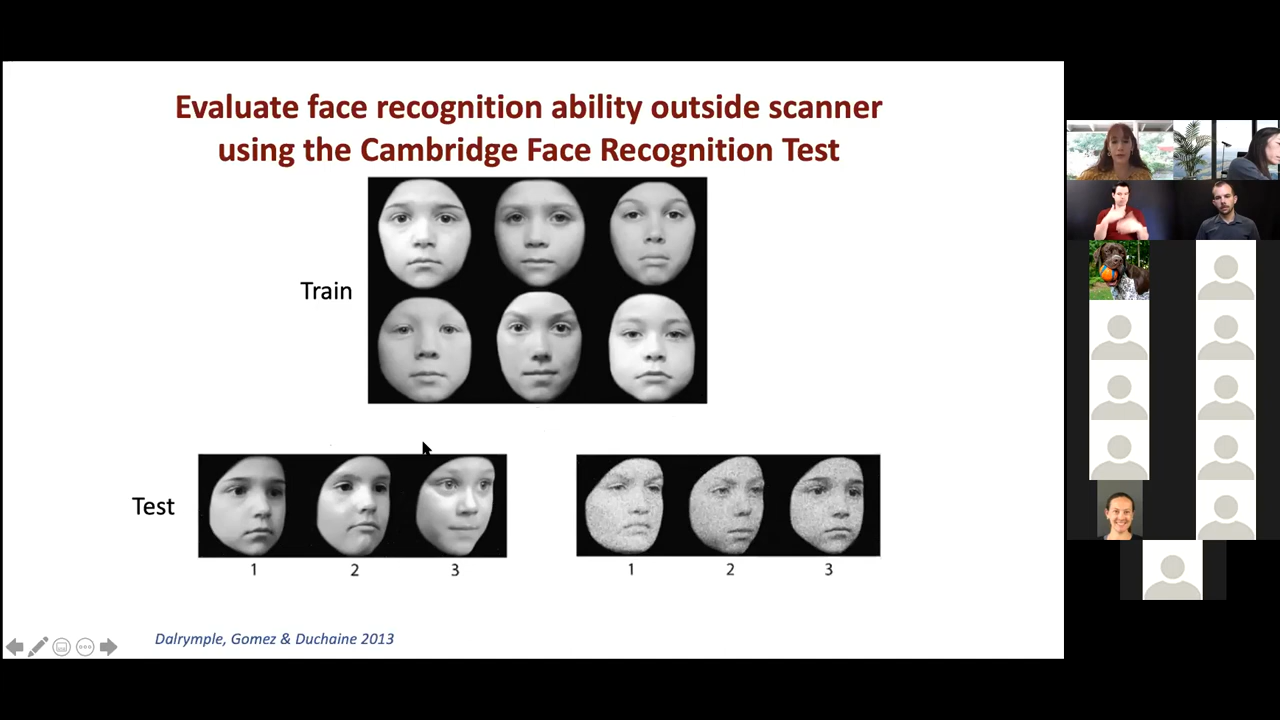 Evaluate face recognition ability outside scanner
using the Cambridge Face Recognition Test
Train
Test
1 2 3
1 2 3
Dalrymple, Gomez & Duchaine 2013